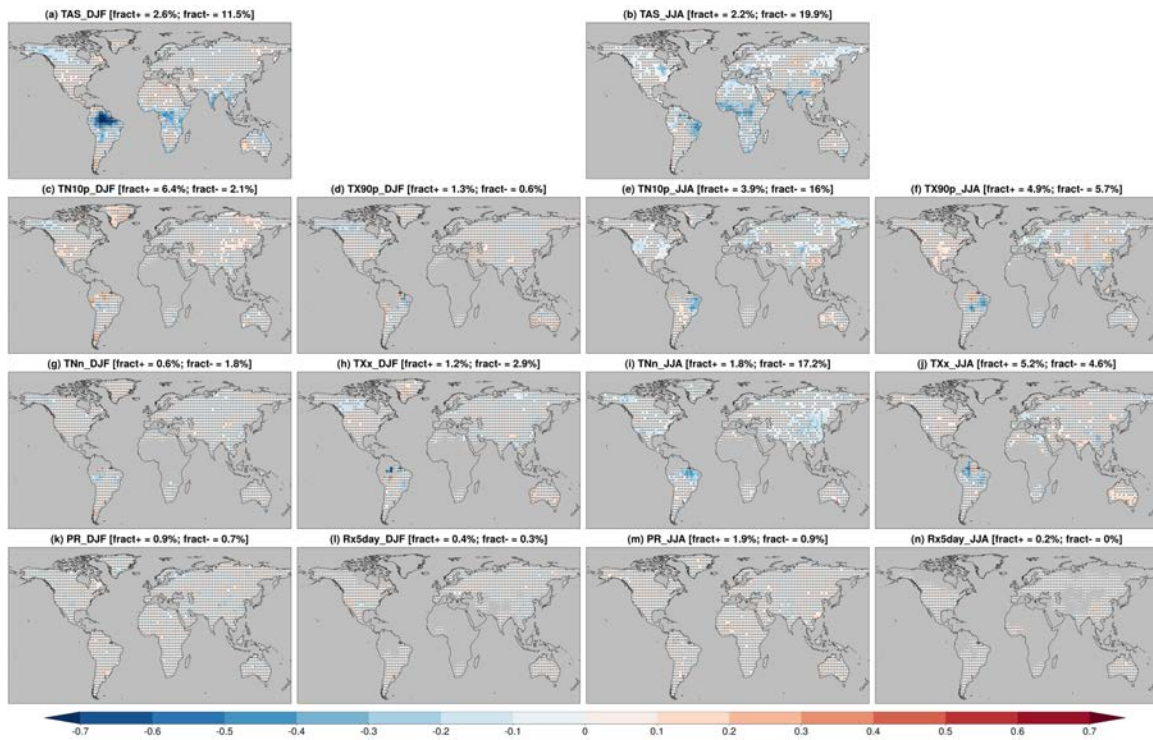 (a) TAS_DJF [fract+ = 2.6%; fract- = 11.5%]
(b) TAS_JJA [fract+ = 2.2%; fract- = 19.9%]
(c) TN10p_DJF [fract+ = 6.4%; fract- = 2.1%]
(d) TX90p_DJF [fract+ = 1.3%; fract- = 0.6%]
(e) TN10p_JJA [fract+ = 3.9%; fract- = 16%]
(f) TX90p_JJA [fract+ = 4.9%; fract- = 5.7%]
(g) TNn_DJF [fract+ = 0.6%; fract- = 1.8%]
(h) TXx_DJF [fract+ = 1.2%; fract- = 2.9%]
(i) TNn_JJA [fract+ = 1.8%; fract- = 17.2%]
(j) TXx_JJA [fract+ = 5.2%; fract- = 4.6%]
(k) PR_DJF [fract+ = 0.9%; fract- = 0.7%]
(l) Rx5day_DJF [fract+ = 0.4%; fract- = 0.3%]
(m) PR_JJA [fract+ = 1.9%; fract- = 0.9%]
(n) Rx5day_JJA [fract+ = 0.2%; fract- = 0%]
-0.7 -0.6 -0.5 -0.4 -0.3 -0.2 -0.1 0 0.1 0.2 0.3 0.4 0.5 0.6 0.7